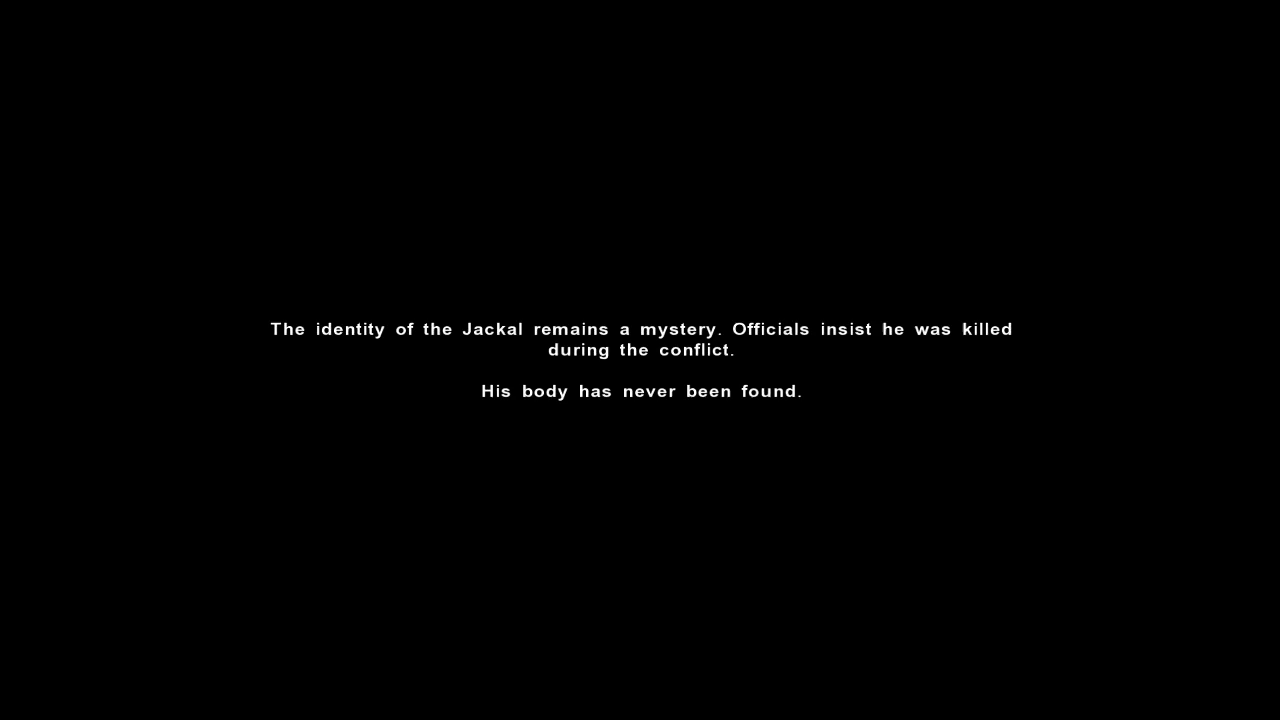 The identity of the Jackal remains a mystery. Officials insist he was killed
during the conflict.
His body has never been found.